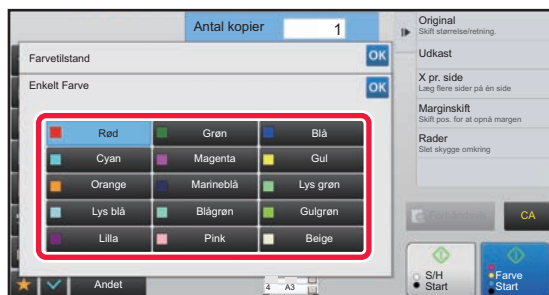 Antal kopier 1
Farvetilstand OK
Enkelt Farve OK
Rød Grøn Blå
Cyan Magenta Gul
Orange Marineblå Lys grøn
Lys blå Blågrøn Gulgrøn
Lilla Pink Beige
Andet
4 A3
Original
Skift størrelse/retning.
Udkast
X pr. side
Læg flere sider på én side
Marginskift
Skift pos. for at opnå margen
Rader
Slet skygge omkring
CA
S/H
Start
Farve
Start